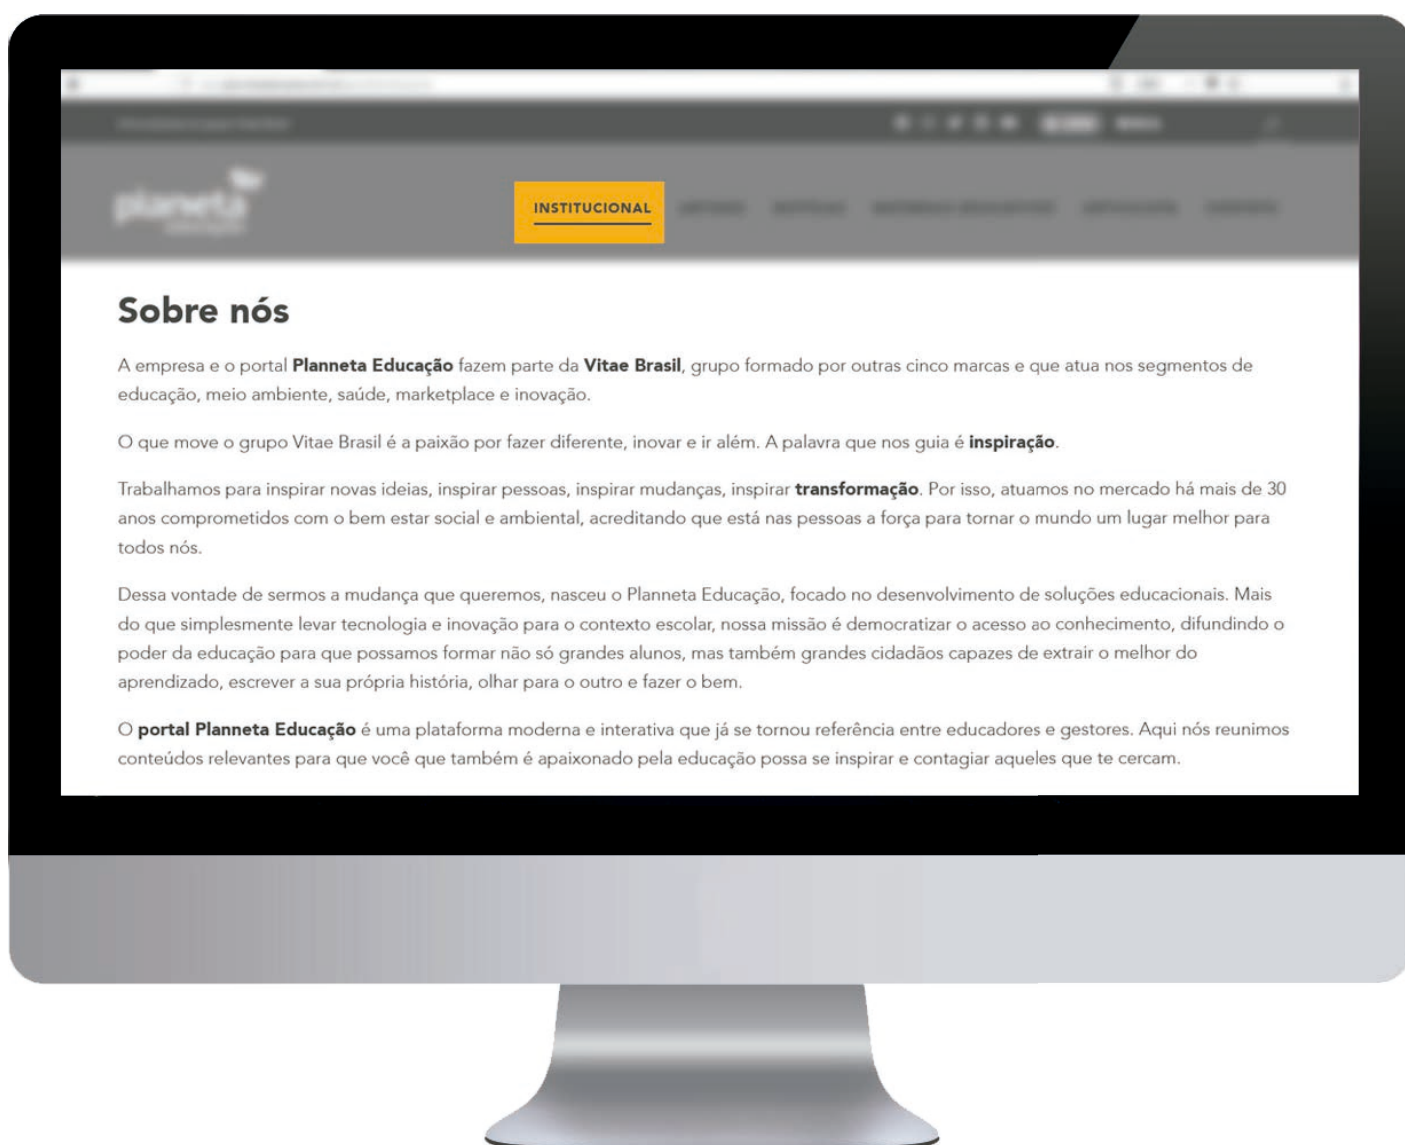 INSTITUCIONAL
Sobre nós
A empresa e o portal Planneta Educação fazem parte da Vitae Brasil, grupo formado por outras cinco marcas e que atua nos segmentos de
educação, meio ambiente, saúde, marketplace e inovação.
O que move o grupo Vitae Brasil é a paixão por fazer diferente, inovar e ir além. A palavra que nos guia é inspiração.
Trabalhamos para inspirar novas ideias, inspirar pessoas, inspirar mudanças, inspirar transformação. Por isso, atuamos no mercado há mais de 30
anos comprometidos com o bem estar social e ambiental, acreditando que está nas pessoas a força para tornar o mundo um lugar melhor para
todos nós.
Dessa vontade de sermos a mudança que queremos, nasceu o Planneta Educação, focado no desenvolvimento de soluções educacionais. Mais
do que simplesmente levar tecnologia e inovação para o contexto escolar, nossa missão é democratizar o acesso ao conhecimento, difundindo o
poder da educação para que possamos formar não só grandes alunos, mas também grandes cidadãos capazes de extrair o melhor do
aprendizado, escrever a sua própria história, olhar para o outro e fazer o bem.
O portal Planneta Educação é uma plataforma moderna e interativa que já se tornou referência entre educadores e gestores. Aqui nós reunimos
conteúdos relevantes para que você que também é apaixonado pela educação possa se inspirar e contagiar aqueles que te cercam.